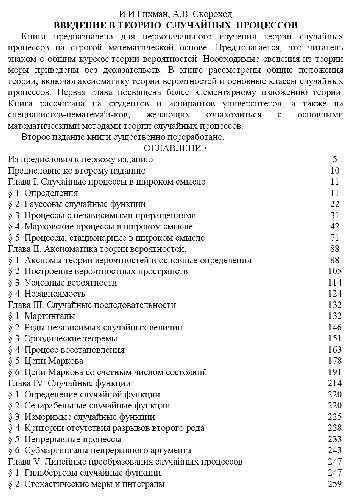 И.И.Гихман, А.В. Скороход
ВВЕДЕНИЕ В ТЕОРИЮ СЛУЧАЙНЫХ ПРОЦЕССОВ
Книга предназначена для первоначального изучения теории случайных
процессов на строгой математической основе. Предполагается, что читатель
знаком с общим курсом теории вероятностей. Необходимые сведения из теории
меры приведены без доказательств. В книге рассмотрены общие положения
теории, включая аксиоматику теории вероятностей и основные классы случайных
процессов. Первая глава посвящена более элементарному изложению теории.
Книга рассчитана на студентов и аспирантов университетов, а также на
специалистов-нематематиков, желающих ознакомиться с основными
математическими методами теории случайных процессов.
Второе издание книги существенно переработано.
ОГЛАВЛЕНИЕ
Из предисловия к первому изданию 5
Предисловие ко второму изданию 10
Глава I. Случайные процессы в широком смысле 11
§ 1. Определения 11
§ 2. Гауссовы случайные функции 22
§ 3. Процессы с независимыми приращениями 31
§ 4. Марковские процессы в широком смысле 42
§ 5. Процессы, стационарные в широком смысле 71
Глава II. Аксиоматика теории вероятностей. 88
§ 1. Аксиомы теории вероятностей и основные определения 88
§ 2. Построение вероятностных пространств 105
§ 3. Условные вероятности 114
§ 4. Независимость 124
Глава III. Случайные последовательности 132
§ 1. Мартингалы 132
§ 2. Ряды независимых случайных величин 146
§ 3. Эргодические теоремы 151
§ 4. Процесс восстановления 163
§ 5. Цепи Маркова 178
§ 6. Цепи Маркова со счетным числом состояний 191
Глава IV. Случайные функции 214
§ 1. Определение случайной функции 220
§ 2. Сепарабельные случайные функции 220
§ 3. Измеримые случайные функции 225
§ 4. Критерии отсутствия разрывов второго рода 228
§ 5. Непрерывные процессы 233
§ 6. Субмартингалы непрерывного аргумента 243
Глава V. Линейные преобразования случайных процессов 247
§ 1. Гильбертовы случайные функции 247
§ 2. Стохастические меры и интегралы 259